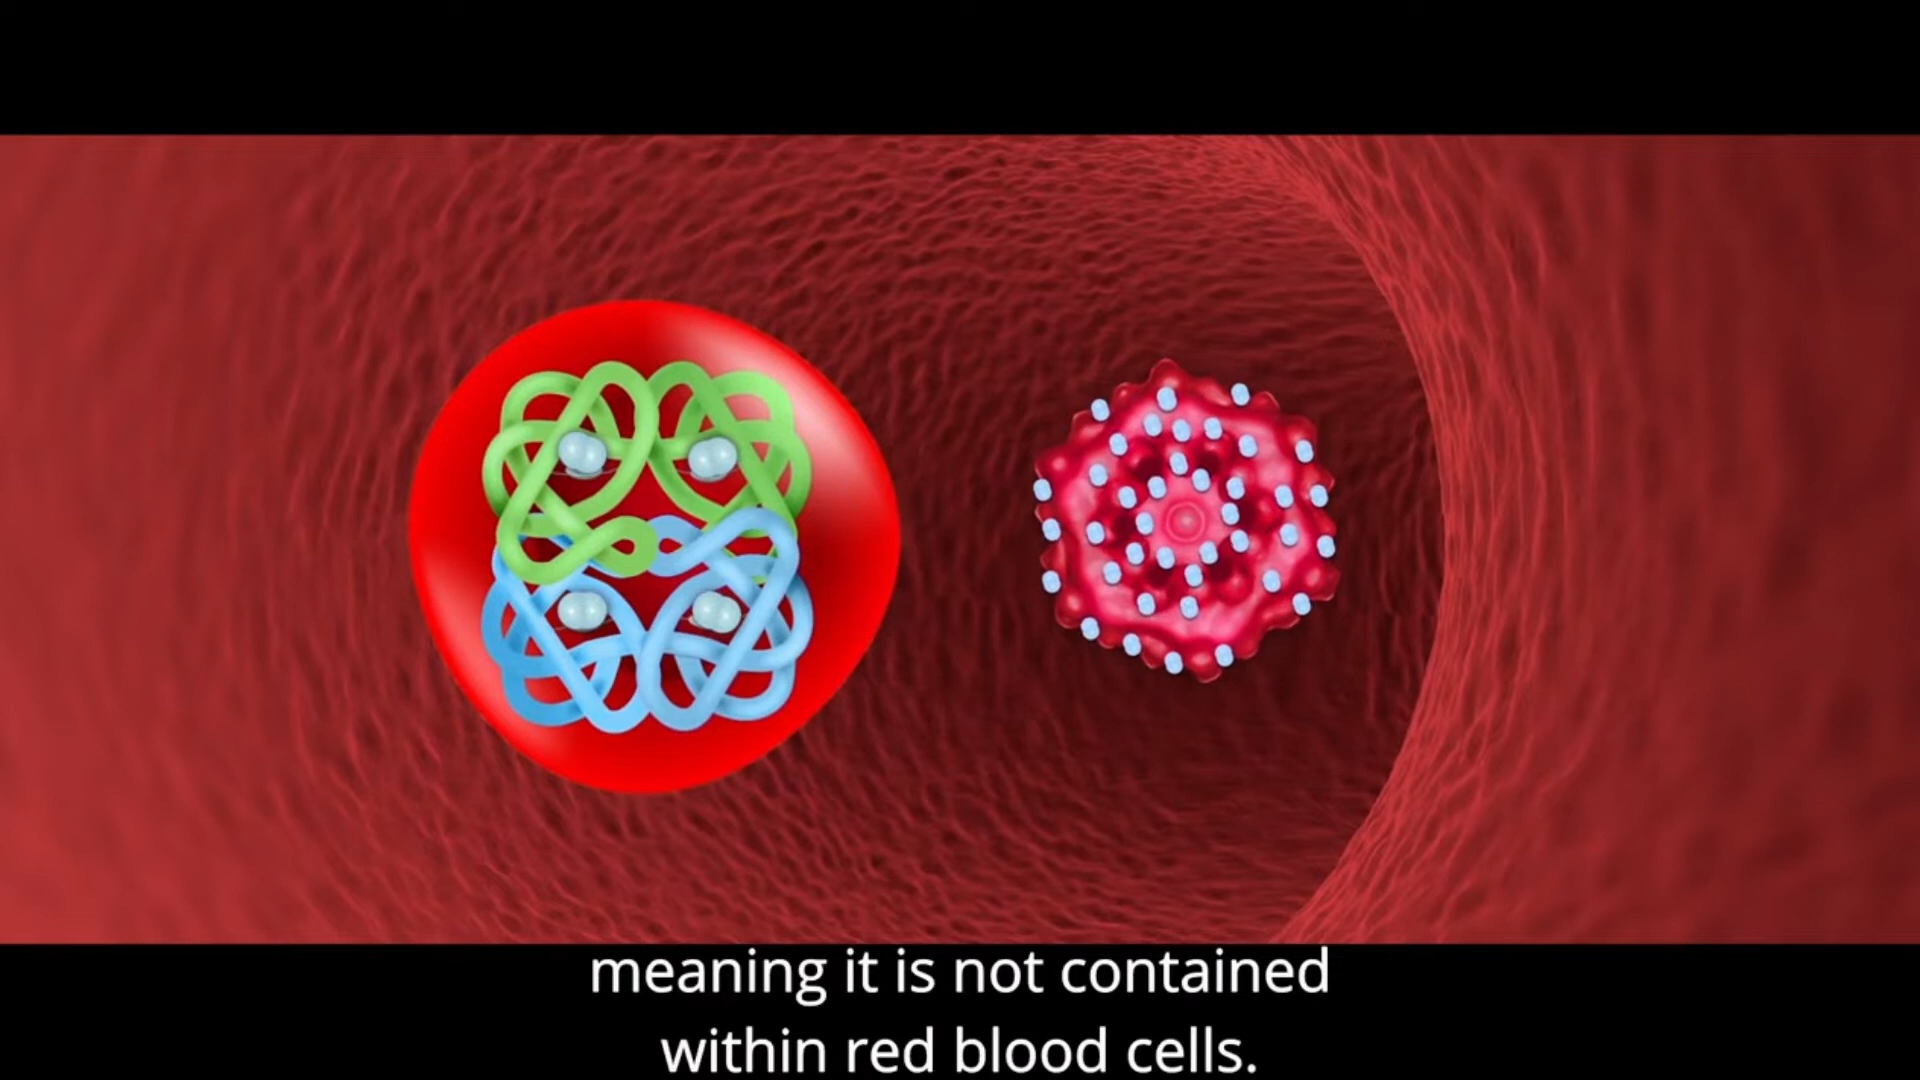 meaning it is not contained
within red blood cells.